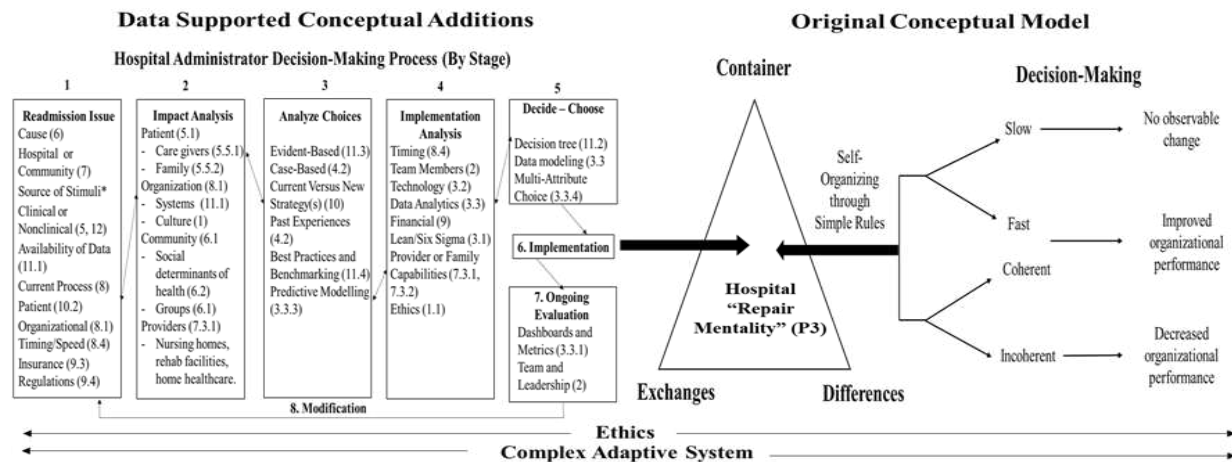 Data Supported Conceptual Additions
Hospital Administrator Decision-Making Process (By Stage)
1
Readmission Issue
Cause (6)
Hospital or
Community (7)
Source of Stimuli*
Clinical or
Nonclinical (5, 12)
Availability of Data
(11.1)
Current Process (8)
Patient (10.2)
Organizational (8.1)
Timing/Speed (8.4)
Insurance (9.3)
Regulations (9.4)
2
Impact Analysis
Patient (5.1)
- Care givers (5.5.1)
- Family (5.5.2)
Organization (8.1)
- Systems (11.1)
- Culture (1)
Community (6.1
- Social
determinants of
health (6.2)
- Groups (6.1)
Providers (7.3.1)
- Nursing homes,
rehab facilities,
home healthcare.
3
Analyze Choices
Evident-Based (11.3)
Case-Based (4.2)
Current Versus New
Strategy(s) (10)
Past Experiences
(4.2)
Best Practices and
Benchmarking (11.4)
Predictive Modelling
(3.3.3)
4
Implementation
Analysis
Timing (8.4)
Team Members (2)
Technology (3.2)
Data Analytics (3.3)
Financial (9)
Lean/Six Sigma (3.1)
Provider or Family
Capabilities (7.3.1,
7.3.2)
Ethics (1.1)
5
Decide – Choose
Decision tree (11.2)
Data modeling (3.3
Multi-Attribute
Choice (3.3.4)
6. Implementation
7. Ongoing
Evaluation
Dashboards and
Metrics (3.3.1)
Team and
Leadership (2)
8. Modification
Original Conceptual Model
Container
Hospital
“Repair
Mentality” (P3)
Exchanges
Differences
Self-
Organizing
through
Simple Rules
Decision-Making
Slow
No observable
change
Fast
Improved
organizational
performance
Coherent
Incoherent
Decreased
organizational
performance
Ethics
Complex Adaptive System